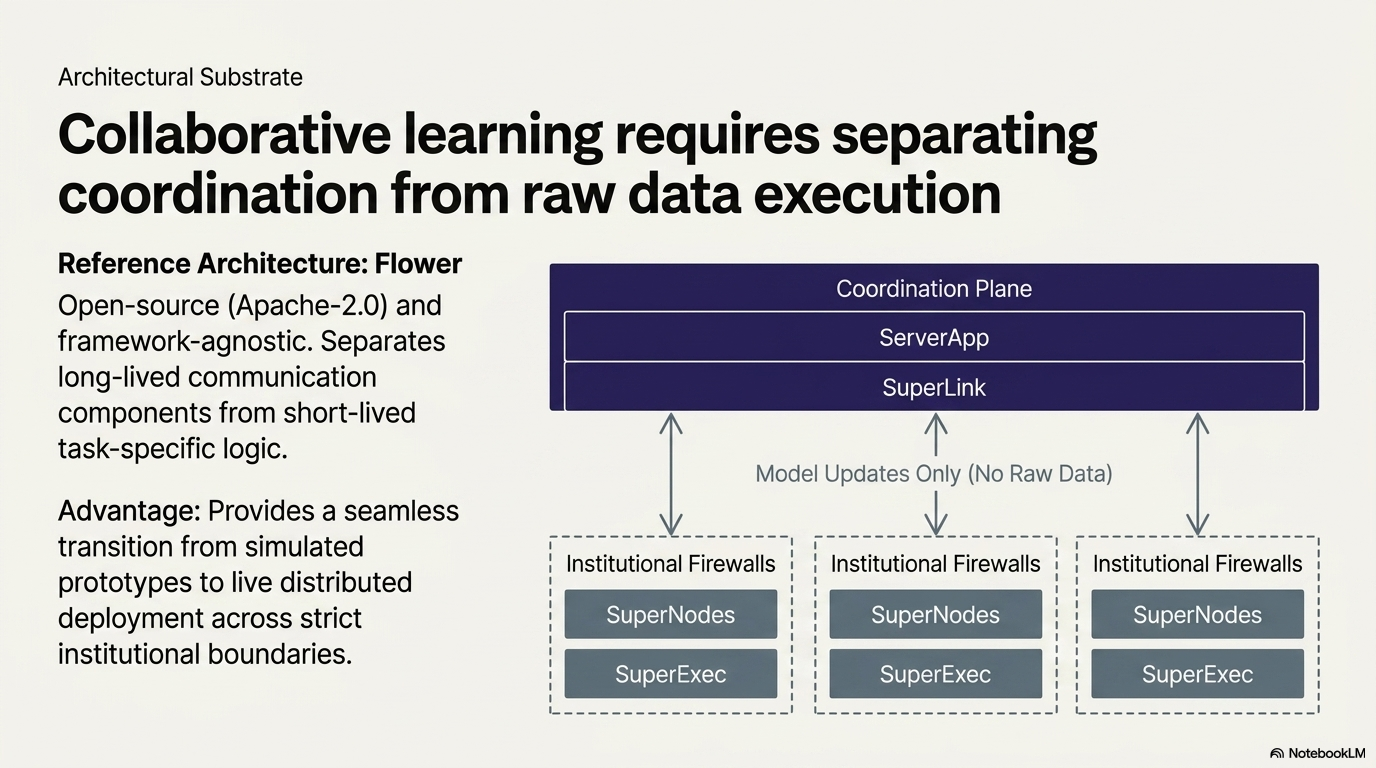 Architectural Substrate
Collaborative learning requires separating
coordination from raw data execution
Reference Architecture: Flower
Open-source (Apache-2.0) and
framework-agnostic. Separates
long-lived communication
components from short-lived
task-specific logic.
Advantage: Provides a seamless
transition from simulated
prototypes to live distributed
deployment across strict
institutional boundaries.
Coordination Plane
ServerApp
SuperLink
Model Updates Only (No Raw Data)
Institutional Firewalls
SuperNodes
SuperExec
Institutional Firewalls
SuperNodes
SuperExec
Institutional Firewalls
SuperNodes
SuperExec
NotebookLM